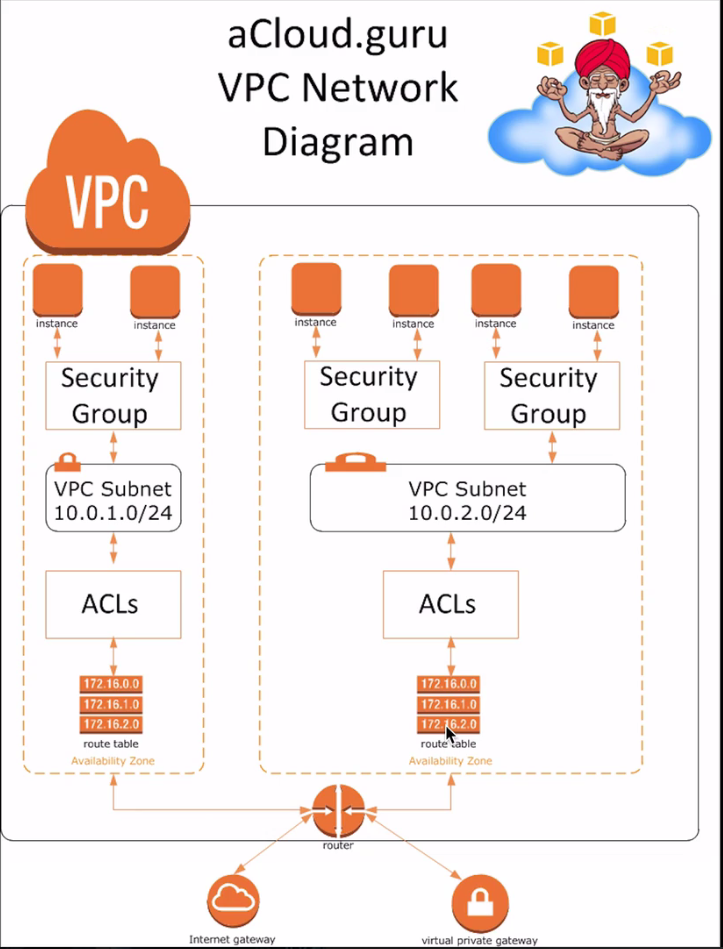 aCloud.guru
VPC Network
Diagram
VPC
instance
instance
instance
instance
instance
instance
Security
Group
Security
Group
Security
Group
VPC Subnet
10.0.1.0/24
VPC Subnet
10.0.2.0/24
ACLs
ACLs
172.16.0.0
172.16.1.0
172.16.2.0
route table
Availability Zone
172.16.0.0
172.16.1.0
172.16.2.0
route table
Availability Zone
router
Internet gateway
virtual private gateway